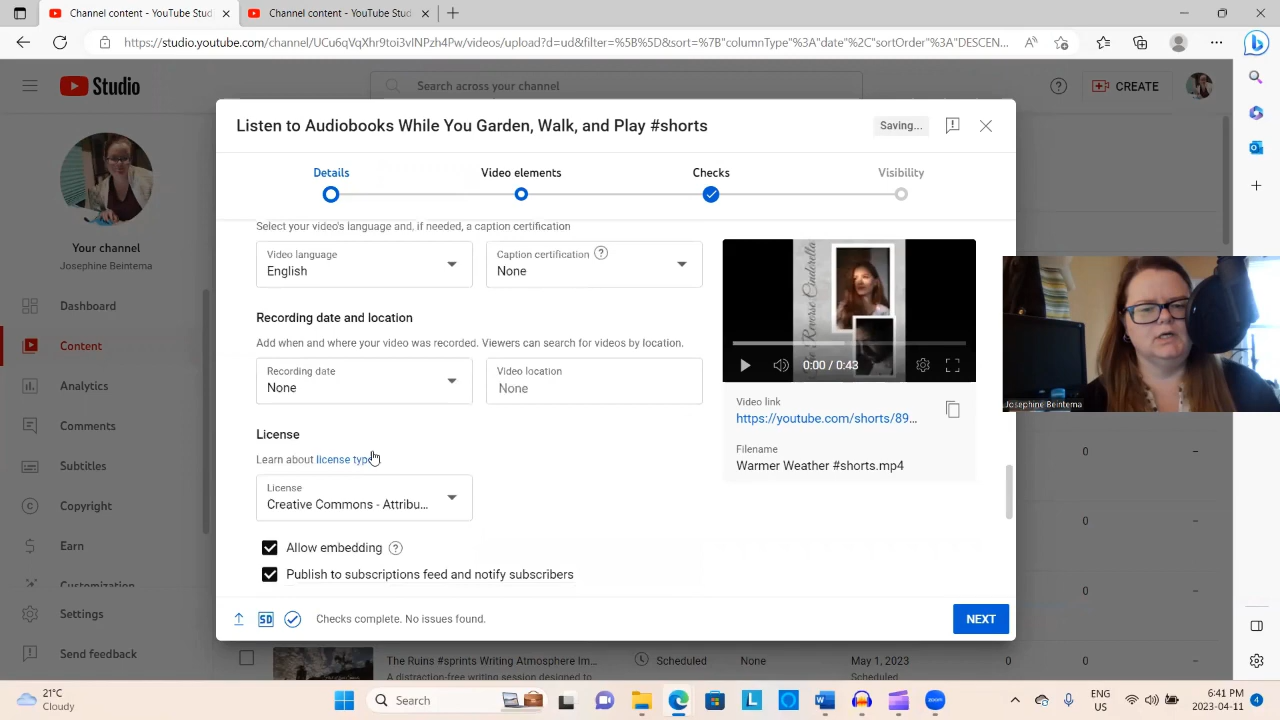 Channel content - YouTube Stud
Channel content - YouTube Stud
https://studio.youtube.com/channel/UCu6qVqXhr9toi3vINPzh4Pw/videos/upload?d=ud&filter=%5B%5D&sort=%7B"columnType"%3A"date"%2C"sortOrder"%3A"DESCEN...
Studio
Search across your channel
CREATE
Listen to Audiobooks While You Garden, Walk, and Play #shorts
Saving...
Details
Video elements
Checks
Visibility
Your channel
Josephine Beintema
Dashboard
Content
Analytics
Comments
Subtitles
Copyright
Earn
Customization
Settings
Send feedback
Select your video's language and, if needed, a caption certification
Video language
English
Caption certification
None
Recording date and location
Add when and where your video was recorded. Viewers can search for videos by location.
Recording date
None
Video location
None
License
Learn about license type
License
Creative Commons - Attribu...
Allow embedding
Publish to subscriptions feed and notify subscribers
0:00 / 0:43
Video link
https://youtube.com/shorts/89...
Filename
Warmer Weather #shorts.mp4
Josephine Beintema
SD
Checks complete. No issues found.
NEXT
0 –
0 –
0 –
The Ruins #sprints Writing Atmosphere Im...
A distraction-free writing session designed to
Scheduled
None
May 1, 2023
Scheduled
0 0 –
21°C
Cloudy
Search
ENG
US
6:41 PM
2023-04-11
4